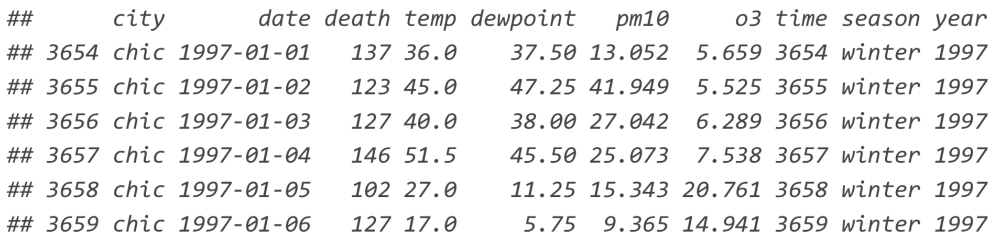 ##      city       date death temp dewpoint   pm10     o3 time season year
## 3654 chic 1997-01-01   137 36.0    37.50 13.052  5.659 3654 winter 1997
## 3655 chic 1997-01-02   123 45.0    47.25 41.949  5.525 3655 winter 1997
## 3656 chic 1997-01-03   127 40.0    38.00 27.042  6.289 3656 winter 1997
## 3657 chic 1997-01-04   146 51.5    45.50 25.073  7.538 3657 winter 1997
## 3658 chic 1997-01-05   102 27.0    11.25 15.343 20.761 3658 winter 1997
## 3659 chic 1997-01-06   127 17.0     5.75  9.365 14.941 3659 winter 1997